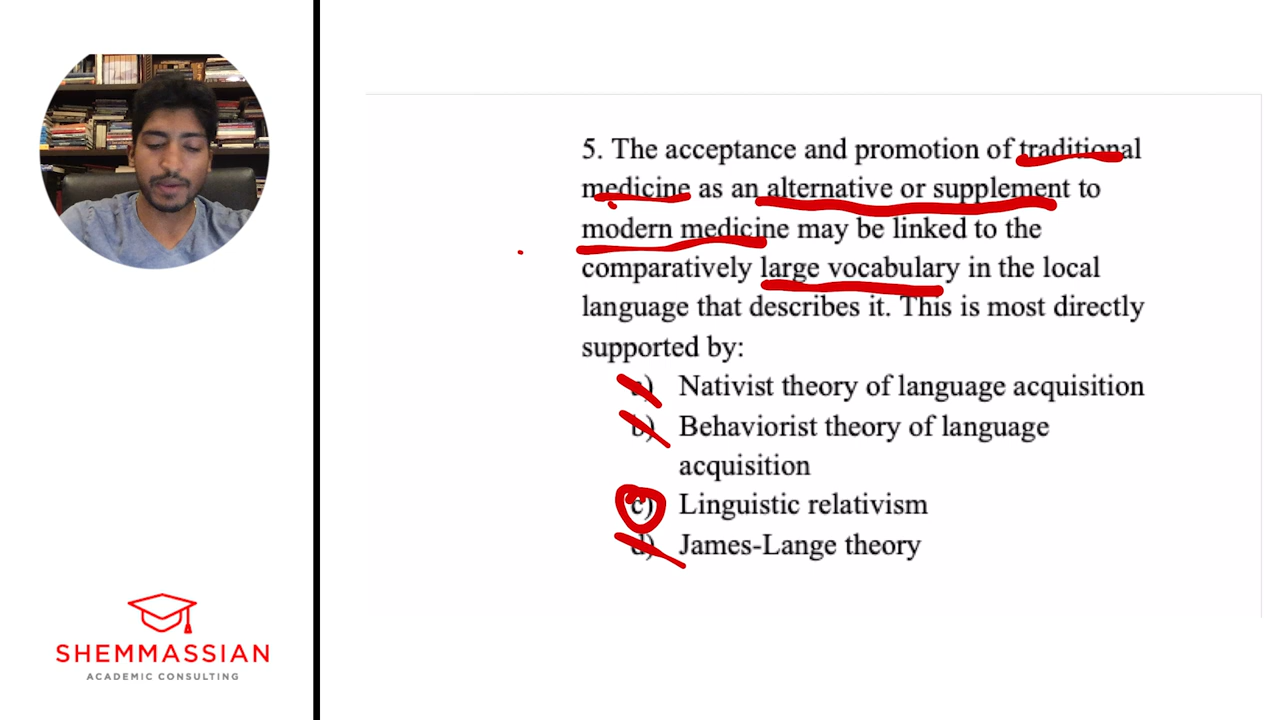 5. The acceptance and promotion of traditional
medicine as an alternative or supplement to
modern medicine may be linked to the
comparatively large vocabulary in the local
language that describes it. This is most directly
supported by:
a) Nativist theory of language acquisition
b) Behaviorist theory of language
acquisition
c) Linguistic relativism
d) James-Lange theory
SHEMMASSIAN
ACADEMIC CONSULTING